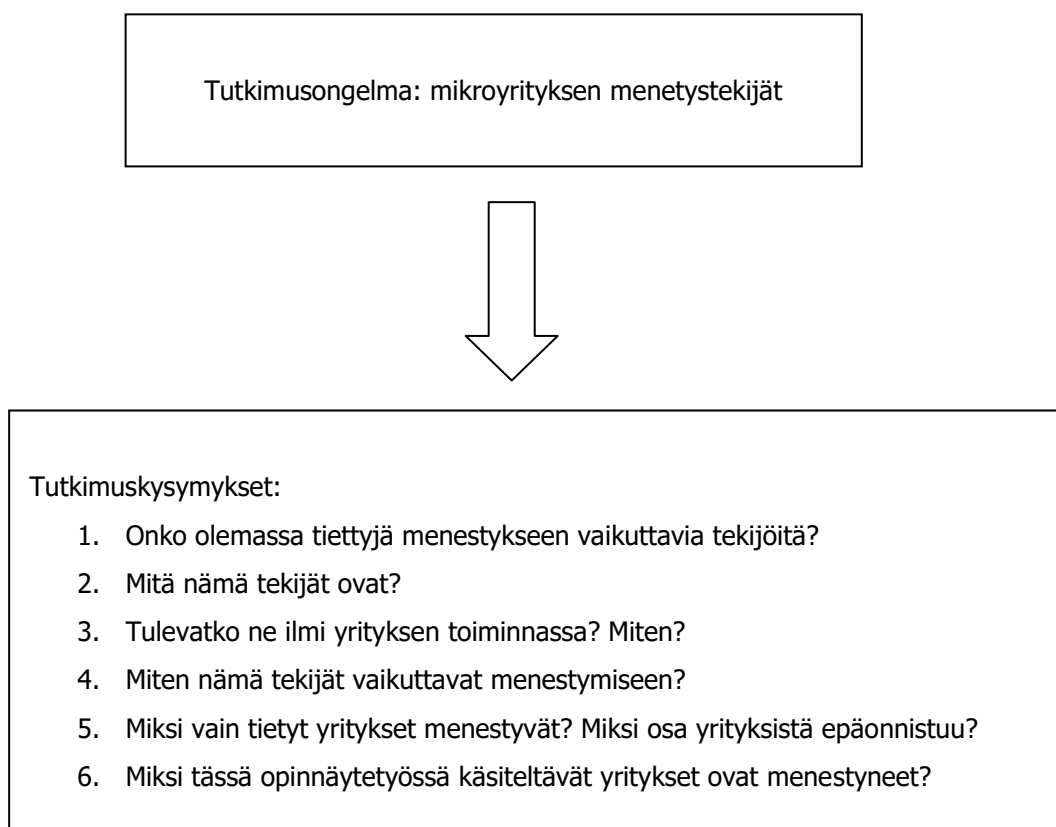 Tutkimusongelma: mikroyrityksen menetystekijät
Tutkimuskysymykset:
1. Onko olemassa tiettyjä menestykseen vaikuttavia tekijöitä?
2. Mitä nämä tekijät ovat?
3. Tulevatko ne ilmi yrityksen toiminnassa? Miten?
4. Miten nämä tekijät vaikuttavat menestymiseen?
5. Miksi vain tietyt yritykset menestyvät? Miksi osa yrityksistä epäonnistuu?
6. Miksi tässä opinnäytetyössä käsiteltävät yritykset ovat menestyneet?